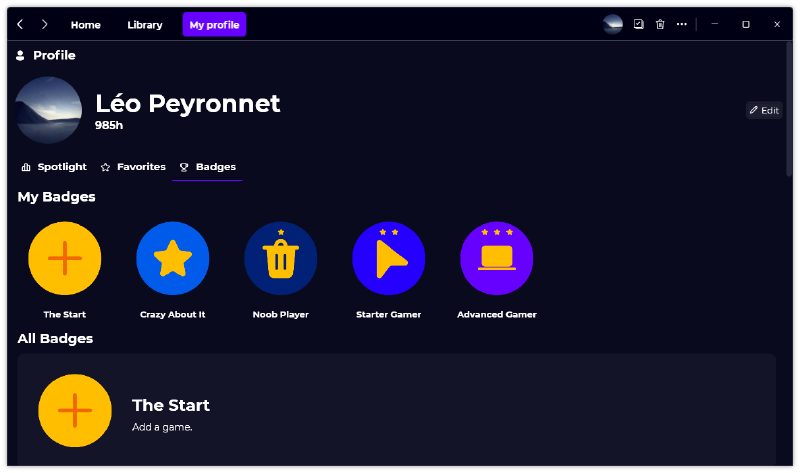 Home Library My profile
Profile
Léo Peyronnet
985h
Edit
Spotlight Favorites Badges
My Badges
The Start Crazy About It Noob Player Starter Gamer Advanced Gamer
All Badges
The Start
Add a game.